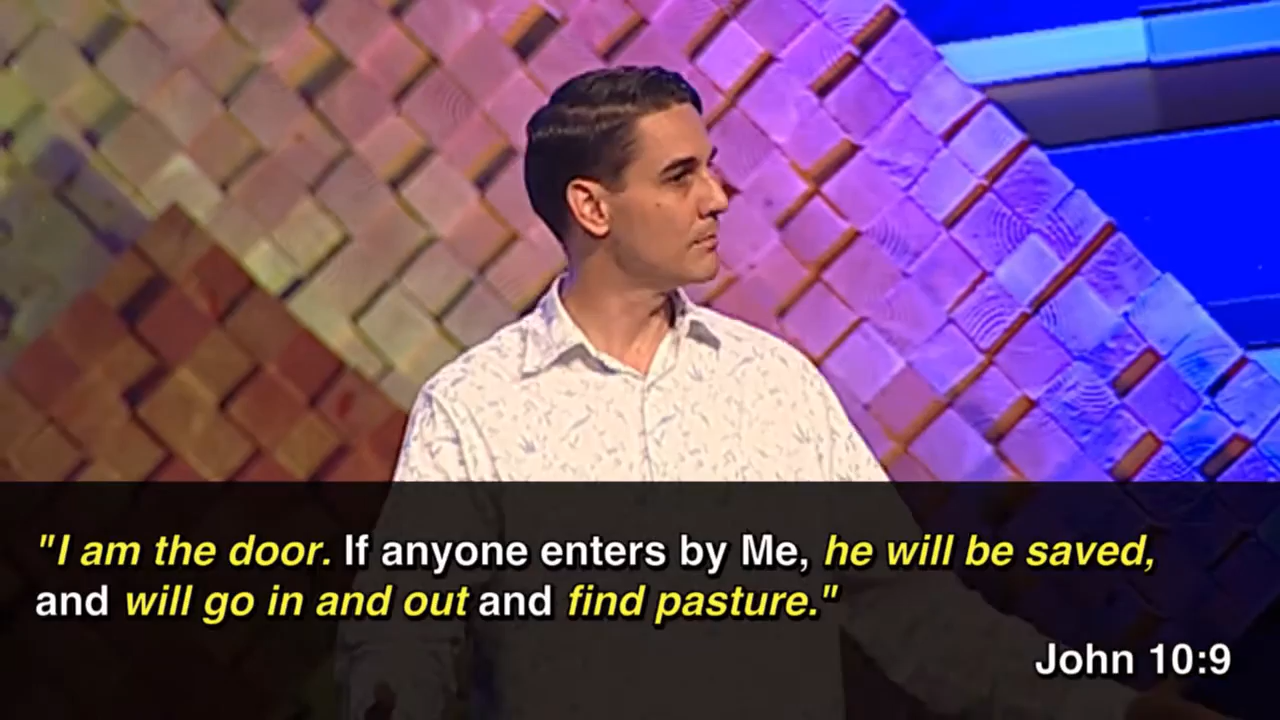 "I am the door. If anyone enters by Me, he will be saved,
and will go in and out and find pasture."
John 10:9